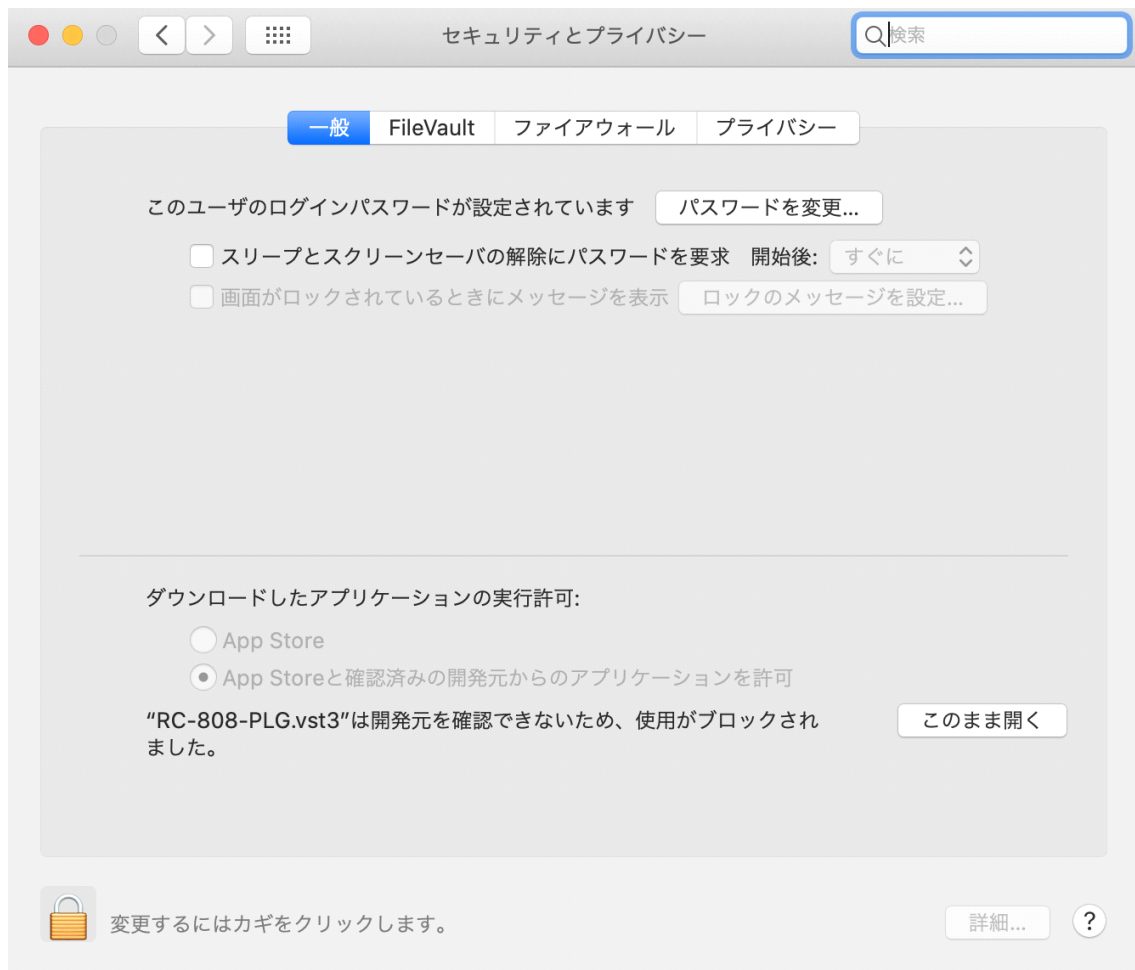 セキュリティとプライバシー
検索
一般 FileVault ファイアウォール プライバシー
このユーザのログインパスワードが設定されています パスワードを変更...
スリープとスクリーンセーバの解除にパスワードを要求 開始後: すぐに
画面がロックされているときにメッセージを表示 ロックのメッセージを設定...
ダウンロードしたアプリケーションの実行許可:
App Store
App Storeと確認済みの開発元からのアプリケーションを許可
“RC-808-PLG.vst3”は開発元を確認できないため、使用がブロックされ
ました。
このまま開く
変更するにはカギをクリックします。
詳細...
?